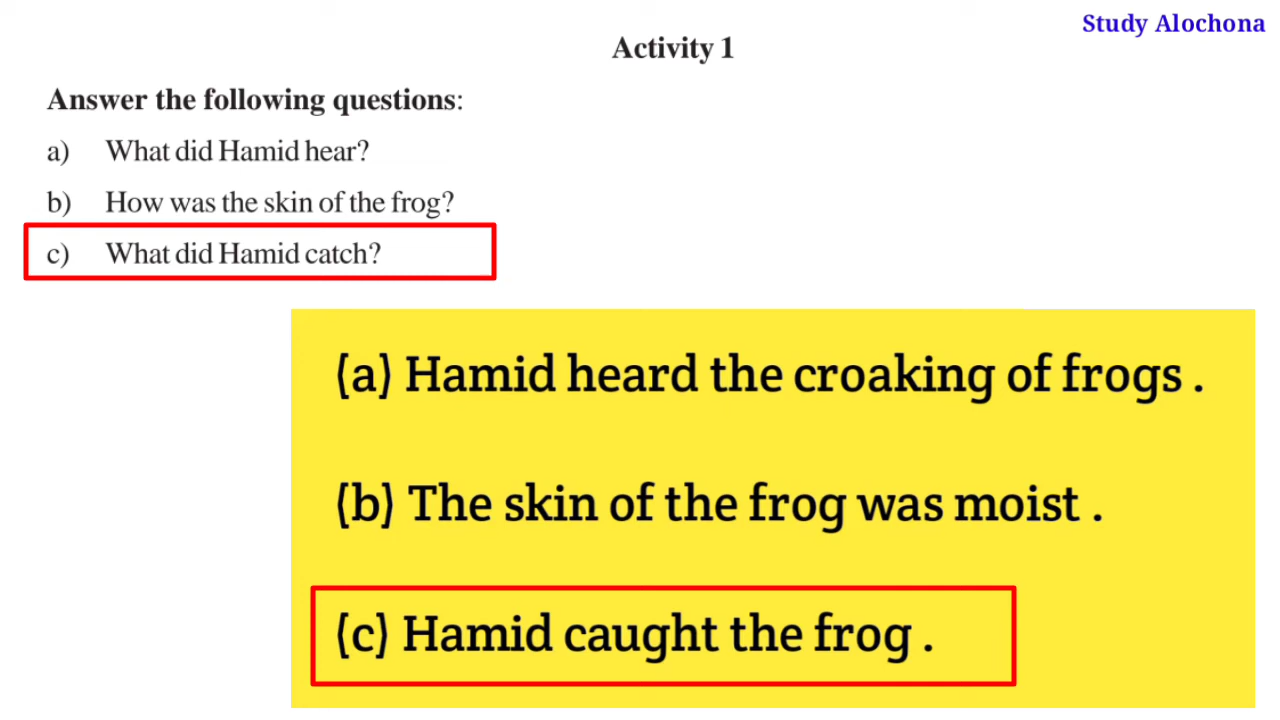 Study Alochona
Activity 1
Answer the following questions:
a) What did Hamid hear?
b) How was the skin of the frog?
c) What did Hamid catch?
(a) Hamid heard the croaking of frogs .
(b) The skin of the frog was moist .
(c) Hamid caught the frog .